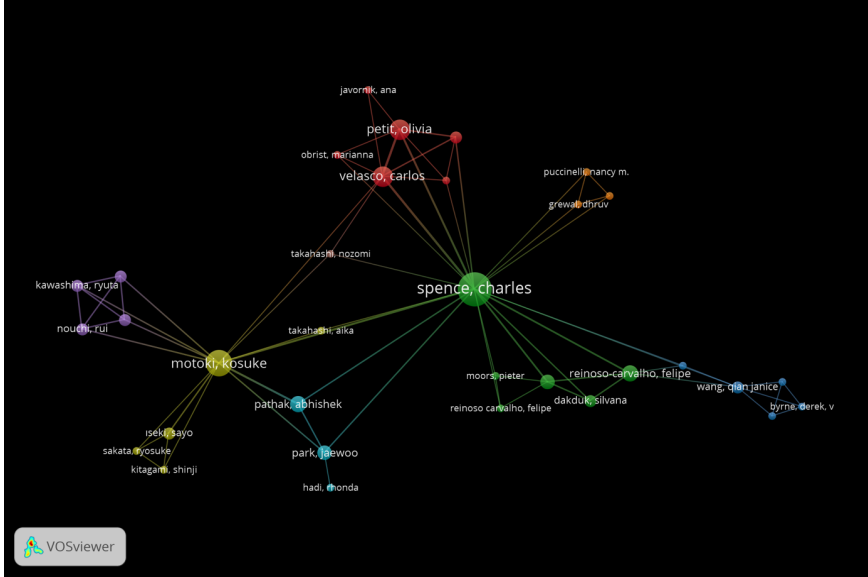 javornik, ana
petit, olivia
obrist, marianna
velasco, carlos
puccinelli, nancy m.
grewal, dhruv
takahashi, nozomi
kawashima, ryuta
spence, charles
nouchi, rui
takahashi, aika
motoki, kosuke
moors, pieter
reinoso-carvalho, felipe
wang, qian janice
pathak, abhishek
dakduk, silvana
reinoso carvalho, felipe
byrne, derek v
iseki, sayo
sakata, ryosuke
park, jaewoo
kitagami, shinji
hadi, rhonda
VOSviewer